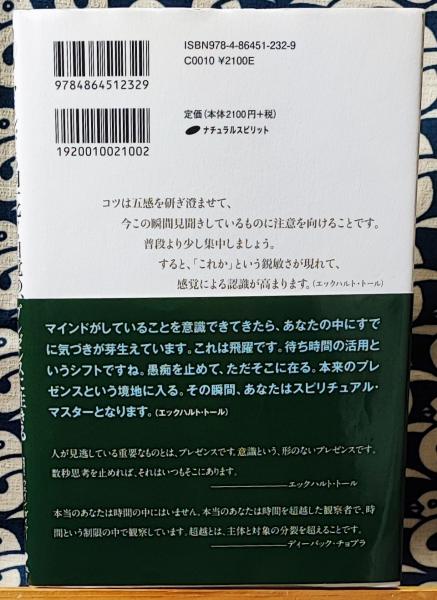 ISBN978-4-86451-232-9
C0010 ¥2100E
9784864512329
定価(本体2100円+税)
ナチュラルスピリット
1920010021002
コツは五感を研ぎ澄ませて、
今この瞬間見聞きしているものに注意を向けることです。
普段より少し集中しましょう。
すると、「これか」という鋭敏さが現れて、
感覚による認識が高まります。(エックハルト・トール)
マインドがしていることを意識できてきたら、あなたの中にすで
に気づきが芽生えています。これは飛躍です。待ち時間の活用
というシフトですね。愚痴を止めて、ただそこに在る。本来のプレ
ゼンスという境地に入る。その瞬間、あなたはスピリチュアル・
マスターとなります。(エックハルト・トール)
人が見逃している重要なものとは、プレゼンスです。意識という、形のないプレゼンスです。
数秒思考を止めれば、それはいつもそこにあります。
エックハルト・トール
本当のあなたは時間の中にはいません。本当のあなたは時間を超越した観察者で、時
間という制限の中で観察しています。超越とは、主体と対象の分裂を超えることです。
ディーパック・チョプラ